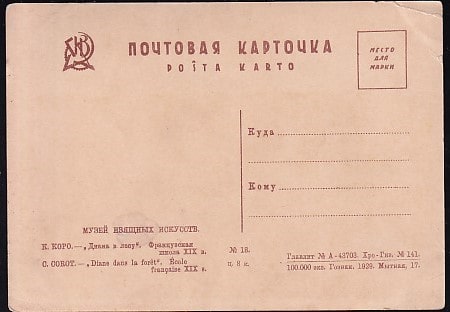 ПОЧТОВАЯ КАРТОЧКА
POŜTA KARTO
МЕСТО
ДЛЯ
МАРКИ
Куда
Кому
МУЗЕЙ ИЗЯЩНЫХ ИСКУССТВ.
К. КОРО.—„Диана в лесу“. Французская
школа XIX в.
С. COROT.—„Diane dans la forêt“. École
française XIX s.
№ 18.
ц. 8 к.
Главлит № А-43703. Хро-Гиз. № 141.
100.000 экз. Гознак. 1929. Мытная, 17.